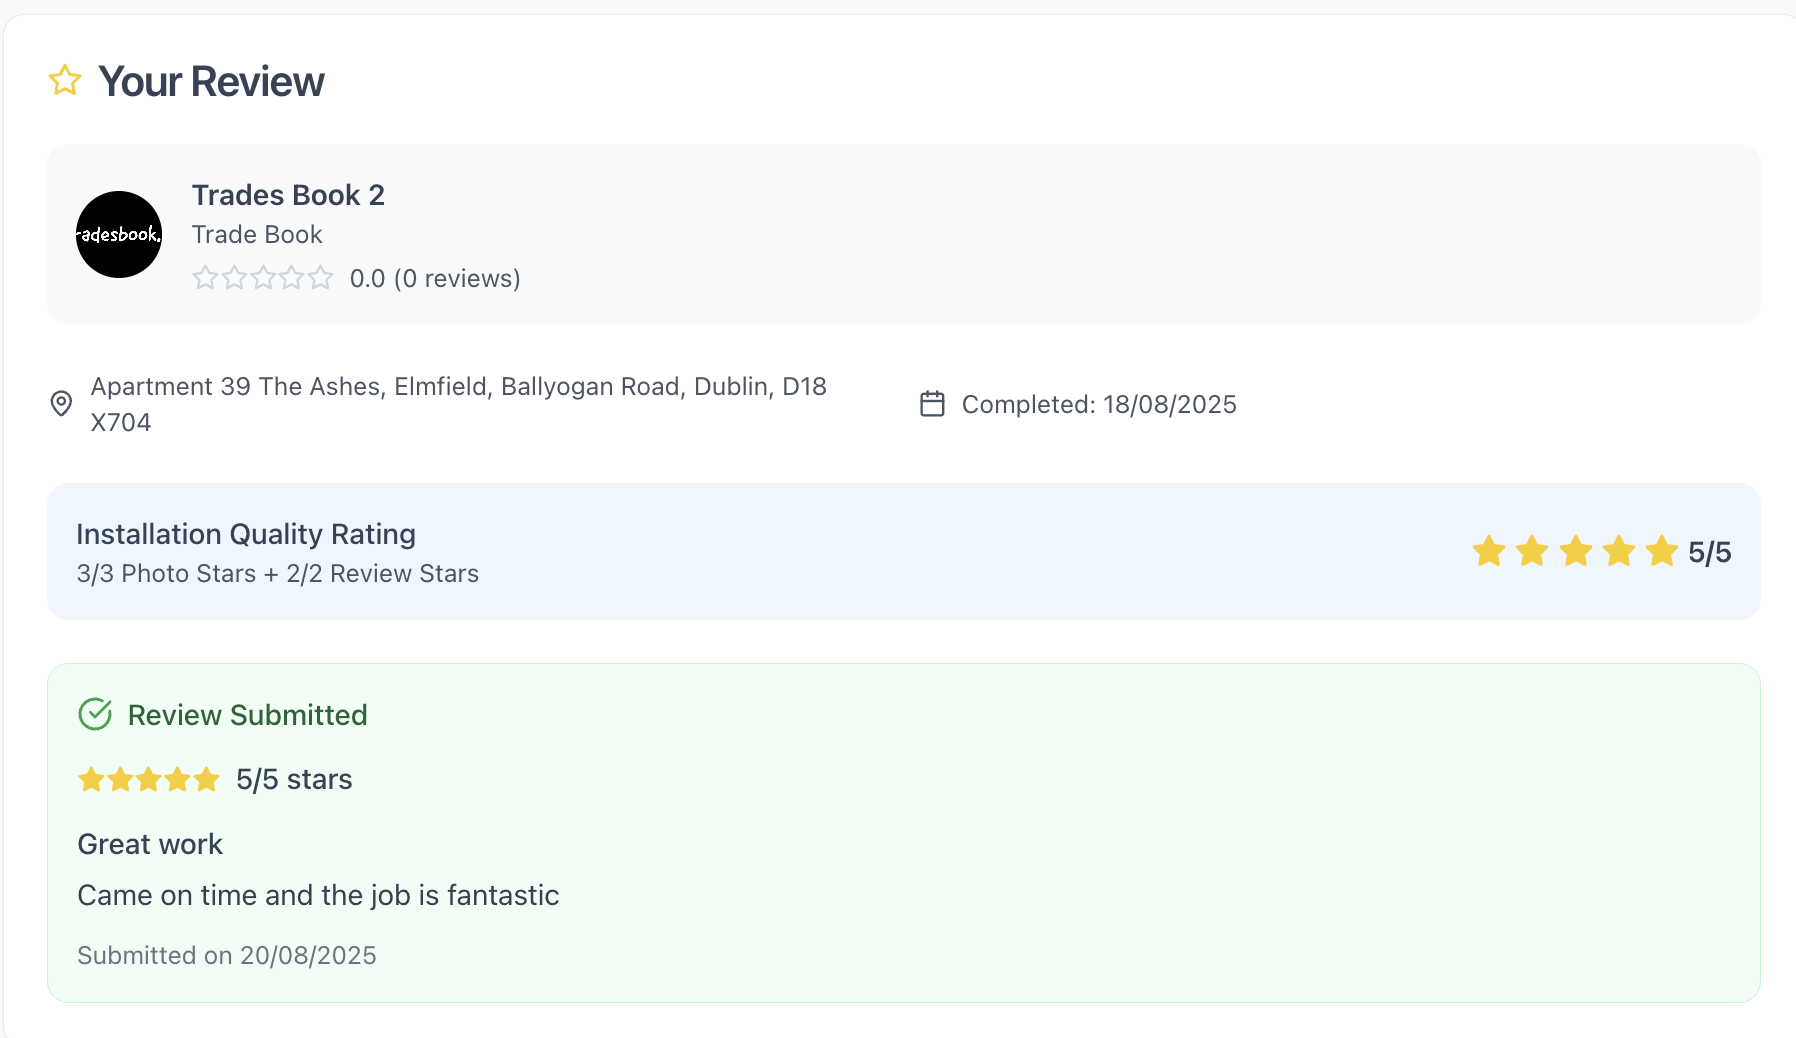 Your Review
Trades Book 2
radesbook.
Trade Book
0.0 (0 reviews)
Apartment 39 The Ashes, Elmfield, Ballyogan Road, Dublin, D18
X704
Completed: 18/08/2025
Installation Quality Rating
3/3 Photo Stars + 2/2 Review Stars
5/5
Review Submitted
5/5 stars
Great work
Came on time and the job is fantastic
Submitted on 20/08/2025